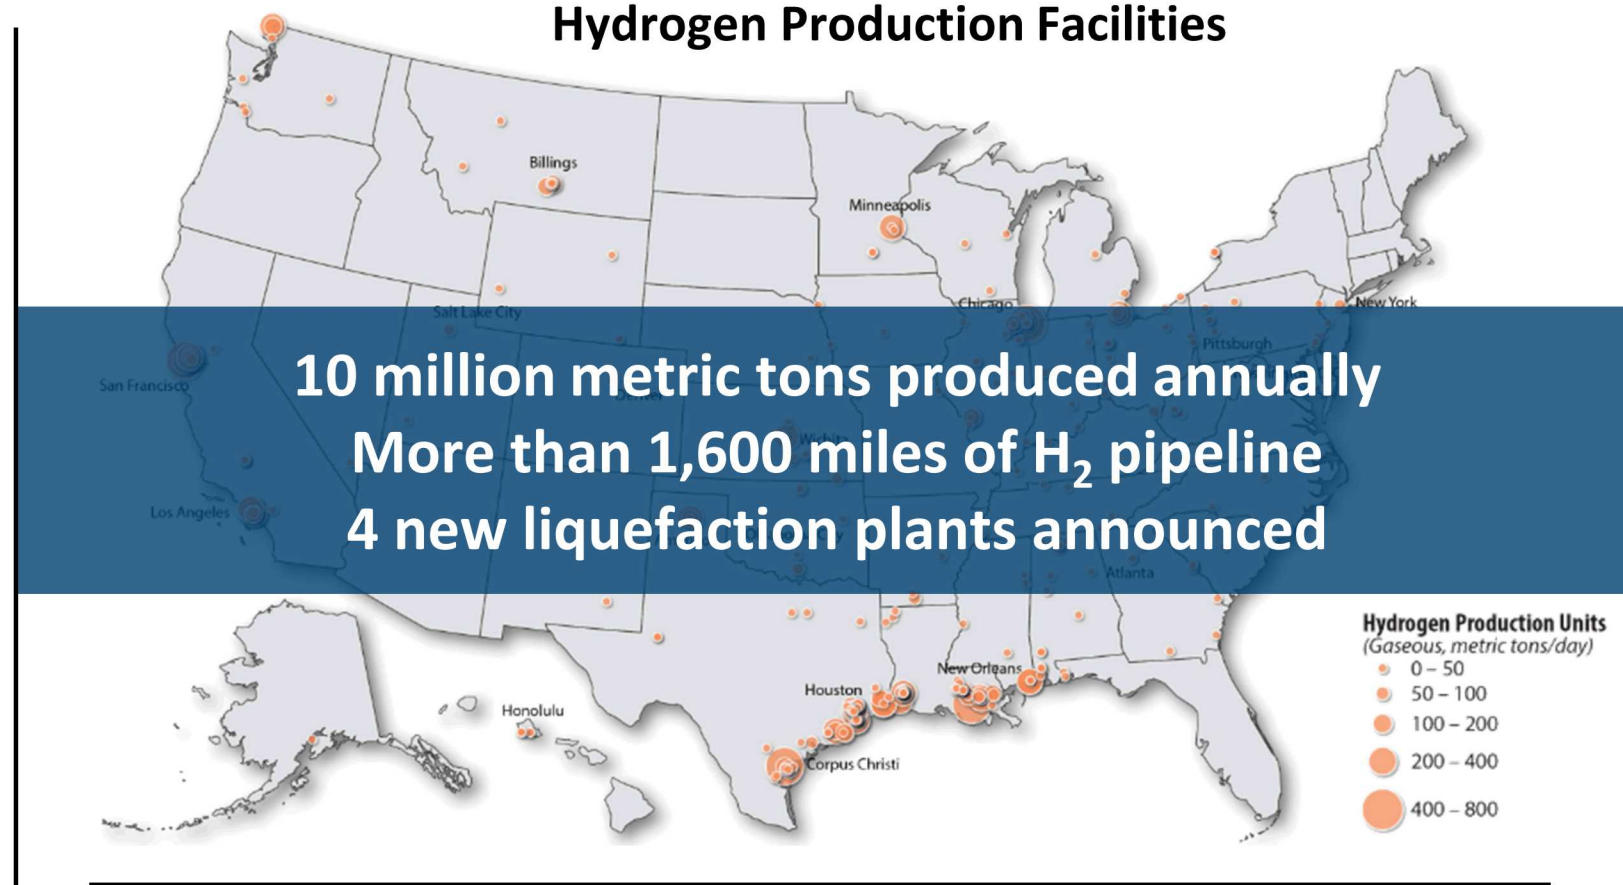 Hydrogen Production Facilities
Billings
Minneapolis
Chicago
New York
Salt Lake City
Pittsburgh
10 million metric tons produced annually
San Francisco
Denver
More than 1,600 miles of H₂ pipeline
Wichita
Los Angeles
4 new liquefaction plants announced
Atlanta
Hydrogen Production Units
(Gaseous, metric tons/day)
0 – 50
50 – 100
100 – 200
200 – 400
400 – 800
New Orleans
Houston
Honolulu
Corpus Christi